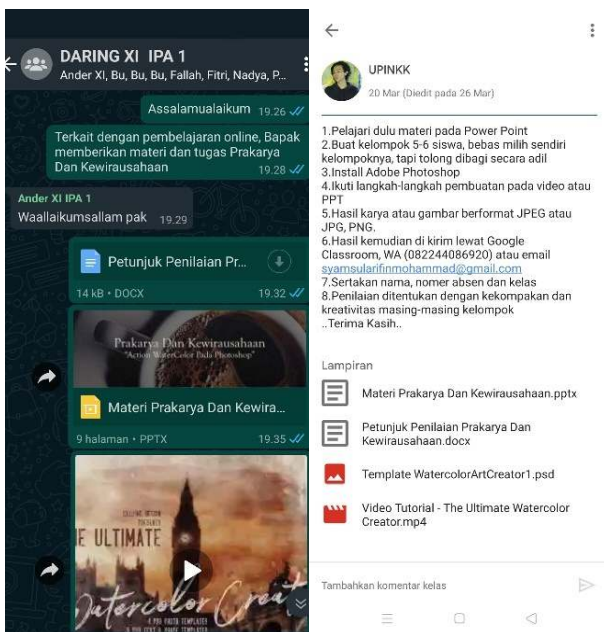 DARING XI IPA 1
Ander XI, Bu, Bu, Bu, Fallah, Fitri, Nadya, P...
Assalamualaikum 19.26
Terkait dengan pembelajaran online, Bapak
memberikan materi dan tugas Prakarya
Dan Kewirausahaan 19.28
Ander XI IPA 1
Waallaikumsallam pak 19.29
Petunjuk Penilaian Pr...
14 kB • DOCX 19.32
Prakarya Dan Kewirausahaan
"Action WaterColor Pada Photoshop"
Materi Prakarya Dan Kewira...
9 halaman • PPTX 19.35
THE ULTIMATE
Watercolor Creat
UPINKK
20 Mar (Diedit pada 26 Mar)
1.Pelajari dulu materi pada Power Point
2.Buat kelompok 5-6 siswa, bebas milih sendiri
kelompoknya, tapi tolong dibagi secara adil
3.Install Adobe Photoshop
4.Ikuti langkah-langkah pembuatan pada video atau
PPT
5.Hasil karya atau gambar berformat JPEG atau
JPG, PNG.
6.Hasil kemudian di kirim lewat Google
Classroom, WA (082244086920) atau email
syamsularifinmohammad@gmail.com
7.Sertakan nama, nomer absen dan kelas
8.Penilaian ditentukan dengan kekompakan dan
kreativitas masing-masing kelompok
..Terima Kasih..
Lampiran
Materi Prakarya Dan Kewirausahaan.pptx
Petunjuk Penilaian Prakarya Dan
Kewirausahaan.docx
Template WatercolorArtCreator1.psd
Video Tutorial - The Ultimate Watercolor
Creator.mp4
Tambahkan komentar kelas